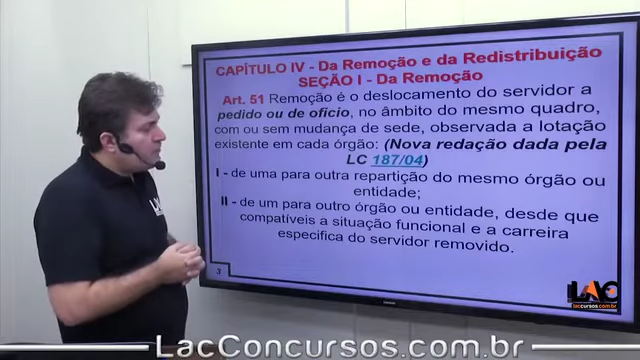 CAPÍTULO IV - Da Remoção e da Redistribuição
SEÇÃO I - Da Remoção
Art. 51 Remoção é o deslocamento do servidor a
pedido ou de oficio, no âmbito do mesmo quadro,
com ou sem mudança de sede, observada a lotação
existente em cada órgão: (Nova redação dada pela
LC 187/04)
I - de uma para outra repartição do mesmo órgão ou
entidade;
II - de um para outro órgão ou entidade, desde que
compatíveis a situação funcional e a carreira
especifica do servidor removido.
3
LAC
laccursos.com.br
LAC
LacConcursos.com.br